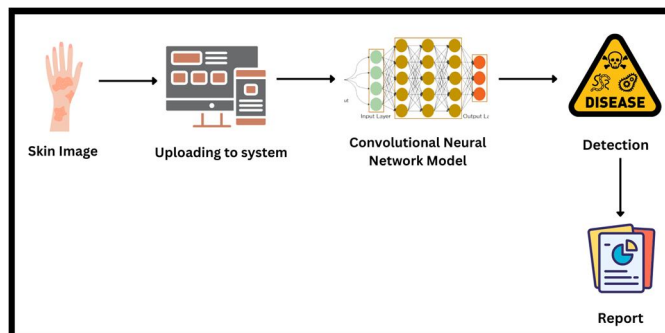 Skin Image
Uploading to system
Input Layer
Convolutional Neural
Network Model
DISEASE
Detection
Report